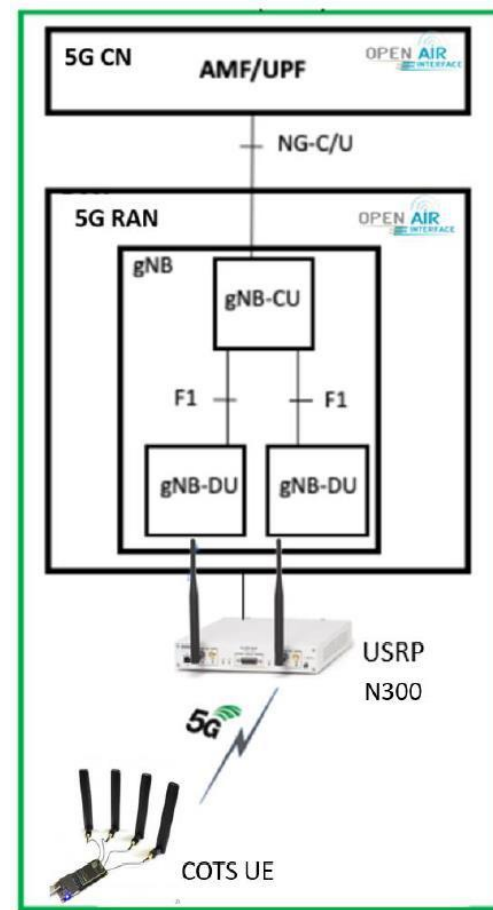 5G CN
AMF/UPF
OPEN AIR
INTERFACE
NG-C/U
5G RAN
OPEN AIR
INTERFACE
gNB
gNB-CU
F1
F1
gNB-DU
gNB-DU
USRP
N300
5G
COTS UE